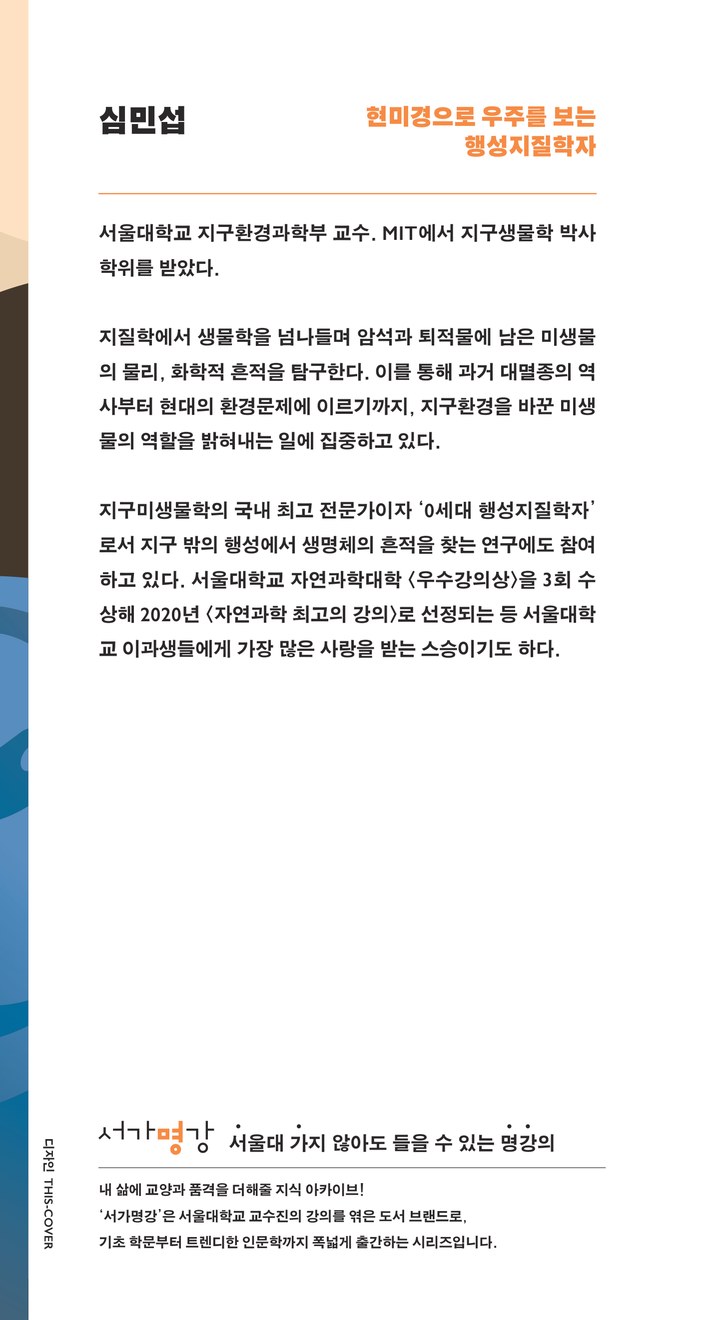 심민섭
현미경으로 우주를 보는
행성지질학자
서울대학교 지구환경과학부 교수. MIT에서 지구생물학 박사
학위를 받았다.
지질학에서 생물학을 넘나들며 암석과 퇴적물에 남은 미생물
의 물리, 화학적 흔적을 탐구한다. 이를 통해 과거 대멸종의 역
사부터 현대의 환경문제에 이르기까지, 지구환경을 바꾼 미생
물의 역할을 밝혀내는 일에 집중하고 있다.
지구미생물학의 국내 최고 전문가이자 ‘0세대 행성지질학자’
로서 지구 밖의 행성에서 생명체의 흔적을 찾는 연구에도 참여
하고 있다. 서울대학교 자연과학대학 〈우수강의상〉을 3회 수
상해 2020년 〈자연과학 최고의 강의〉로 선정되는 등 서울대학
교 이과생들에게 가장 많은 사랑을 받는 스승이기도 하다.
서가명강 서울대 가지 않아도 들을 수 있는 명강의
내 삶에 교양과 품격을 더해줄 지식 아카이브!
‘서가명강’은 서울대학교 교수진의 강의를 엮은 도서 브랜드로,
기초 학문부터 트렌디한 인문학까지 폭넓게 출간하는 시리즈입니다.
디자인 THIS-COVER